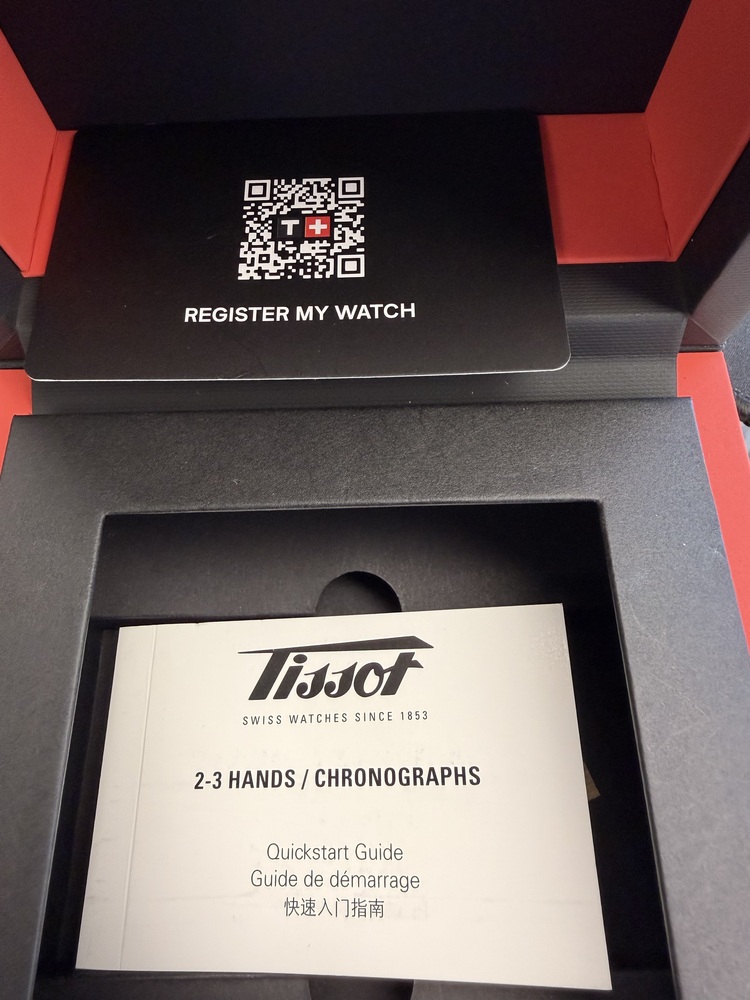 T
REGISTER MY WATCH
Tissot
SWISS WATCHES SINCE 1853
2-3 HANDS / CHRONOGRAPHS
Quickstart Guide
Guide de démarrage
快速入门指南